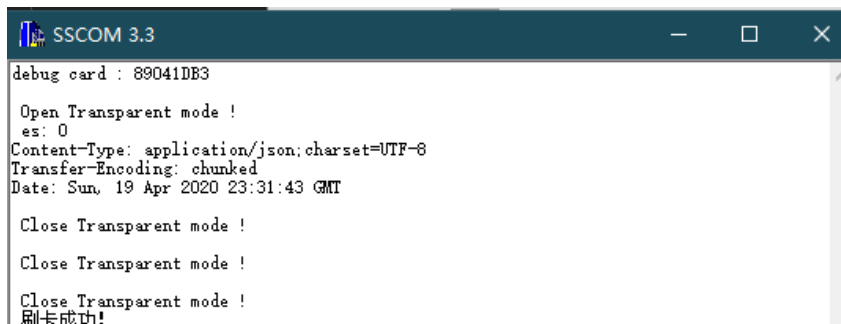 SSCOM 3.3
debug card : 89041DB3
Open Transparent mode !
es: 0
Content-Type: application/json;charset=UTF-8
Transfer-Encoding: chunked
Date: Sun, 19 Apr 2020 23:31:43 GMT
Close Transparent mode !
Close Transparent mode !
Close Transparent mode !
刷卡成功!